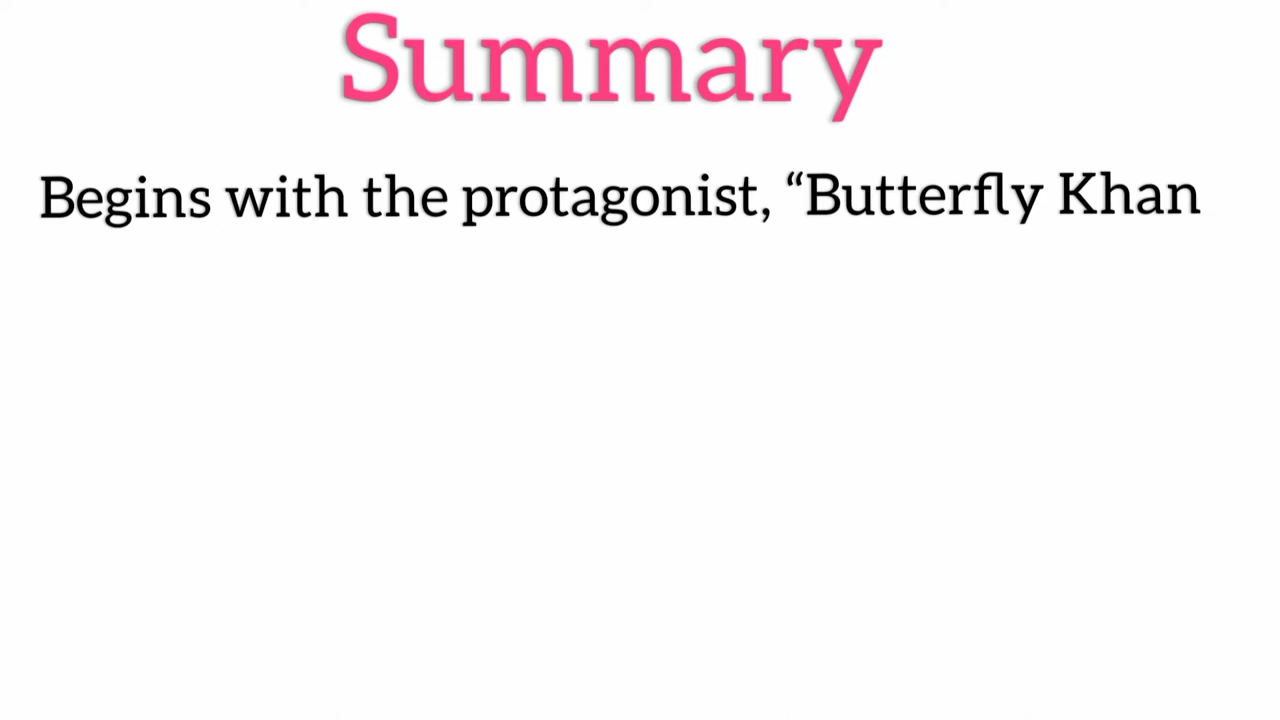 Summary
Begins with the protagonist, “Butterfly Khan